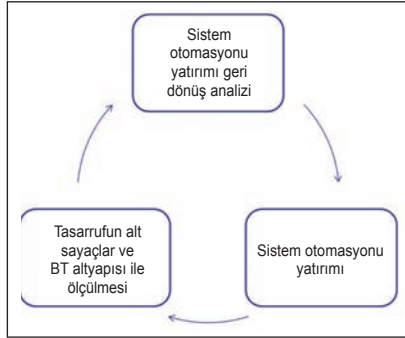 Sistem
otomasyonu
yatırımı geri
dönüş analizi
Tasarrufun alt
sayaçlar ve
BT altyapısı ile
ölçülmesi
Sistem otomasyonu
yatırımı